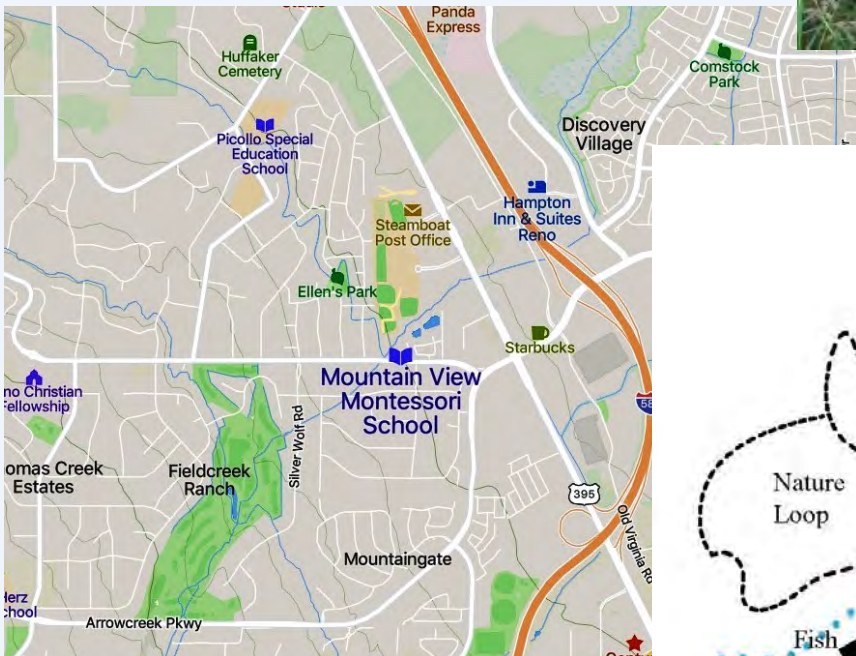 Panda
Express
Huffaker
Cemetery
Comstock
Park
Picollo Special
Education
School
Discovery
Village
Hampton
Inn & Suites
Reno
Steamboat
Post Office
Ellen's Park
Starbucks
Mountain View
Montessori
School
no Christian
Fellowship
Silver Wolf Rd
omas Creek
Estates
Fieldcreek
Ranch
395
Old Virginia Rd
Nature
Loop
Mountaingate
Herz
chool
Arrowcreek Pkwy
Fish